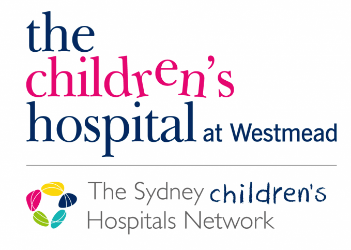 the
children's
hospital at Westmead
The Sydney children's
Hospitals Network